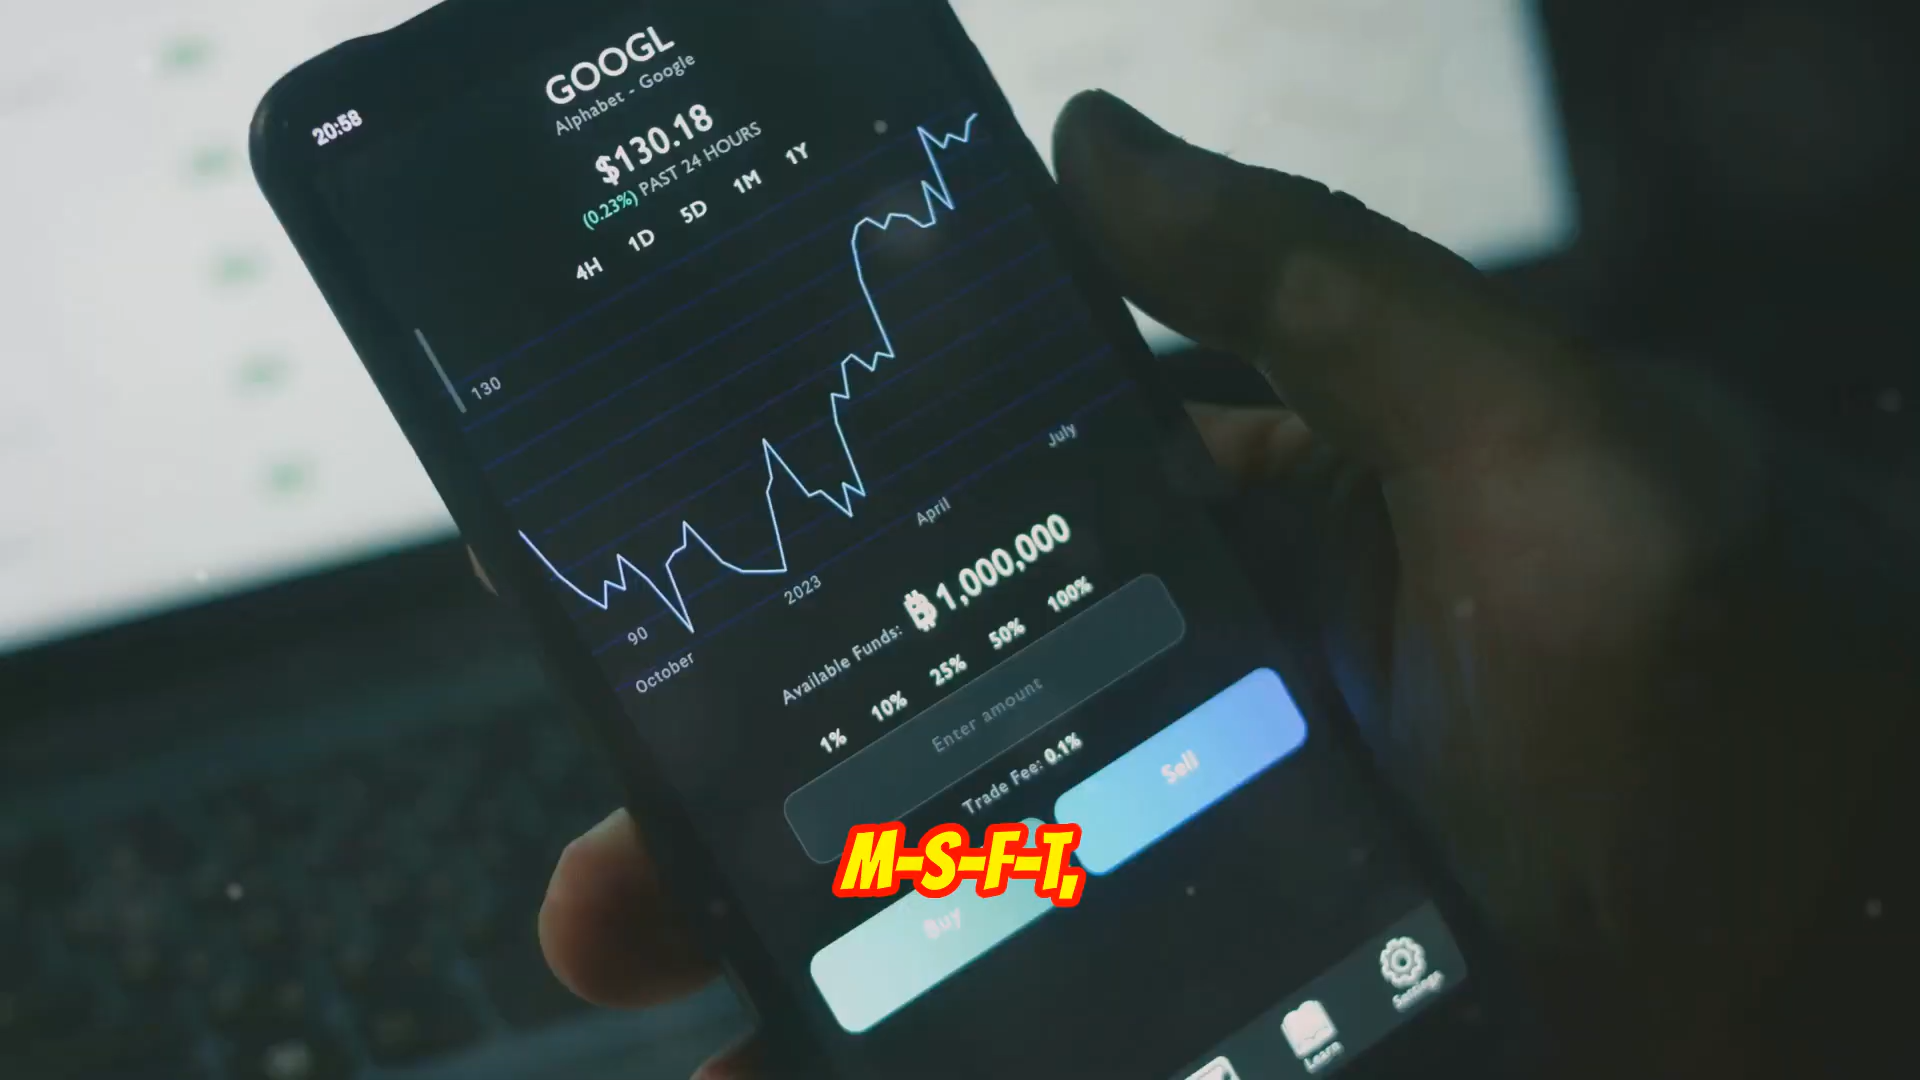 20:58
GOOGL
Alphabet - Google
$130.18
(0.23%) PAST 24 HOURS
4H 1D 5D 1M 1Y
130
90
October 2023 April July
Available Funds: ₿ 1,000,000
1% 10% 25% 50% 100%
Enter amount
Trade Fee: 0.1%
Sell
M-S-F-T,
Buy
Learn
Settings